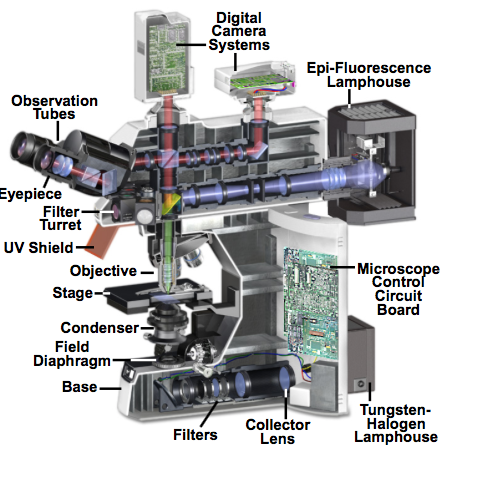 Digital
Camera
Systems
Epi-Fluorescence
Lamphouse
Observation
Tubes
Eyepiece
Filter
Turret
UV Shield
Objective
Stage
Microscope
Control
Circuit
Board
Condenser
Field
Diaphragm
Base
Filters
Collector
Lens
Tungsten-
Halogen
Lamphouse